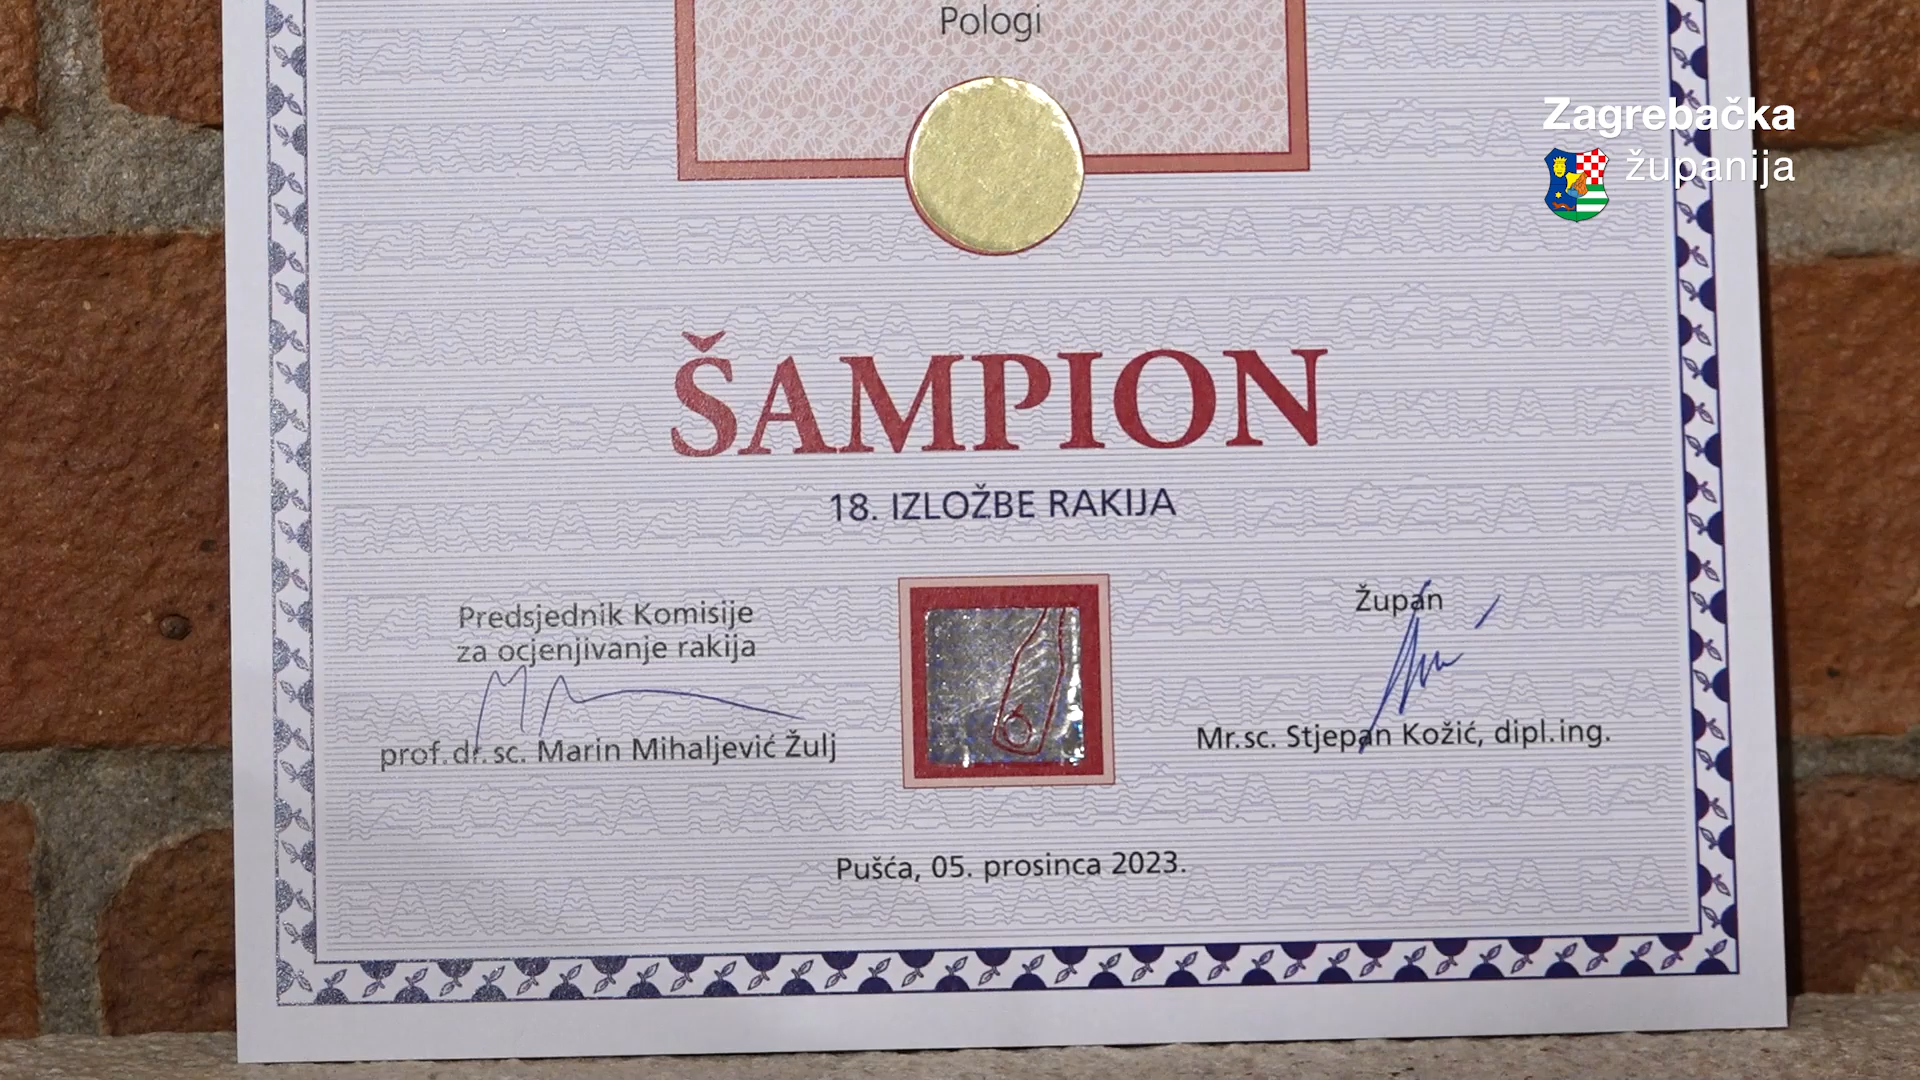 Pologi
Zagrebačka
županija
ŠAMPION
18. IZLOŽBE RAKIJA
Predsjednik Komisije
za ocjenjivanje rakija
prof.dr.sc. Marin Mihaljević Žulj
Župan
Mr.sc. Stjepan Kožić, dipl.ing.
Pušća, 05. prosinca 2023.